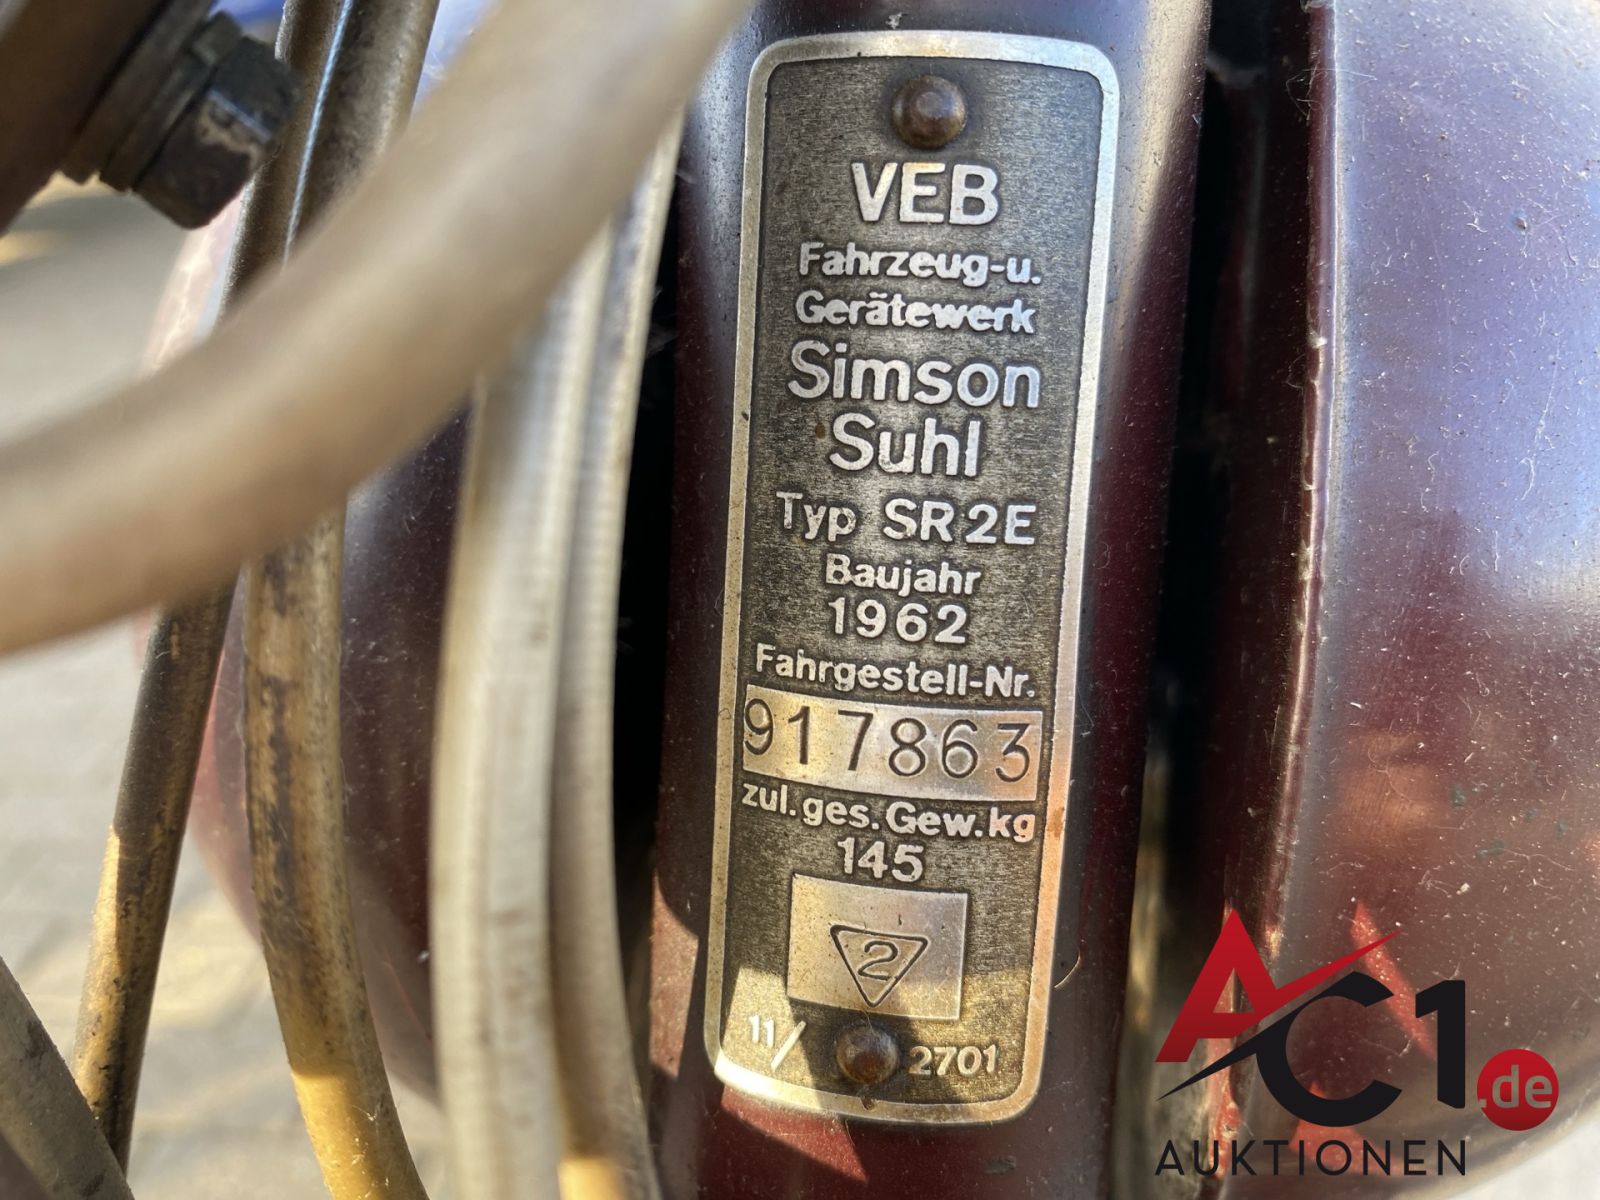 VEB
Fahrzeug-u.
Gerätewerk
Simson
Suhl
Typ SR2E
Baujahr
1962
Fahrgestell-Nr.
917863
zul.ges.Gew.kg
145
2
11/ 2701
AC1.de
AUKTIONEN